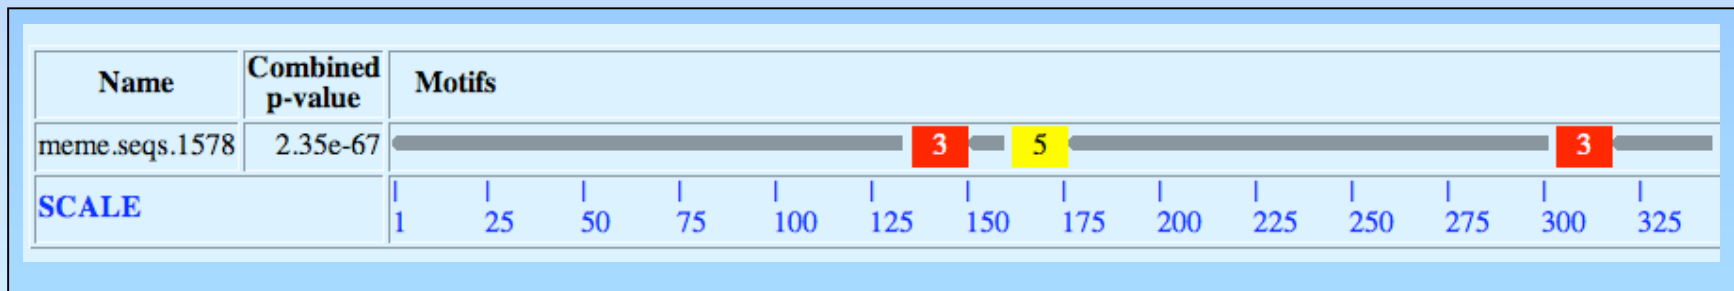 Name Combined p-value Motifs
meme.seqs.1578 2.35e-67 3 5 3
SCALE 1 25 50 75 100 125 150 175 200 225 250 275 300 325